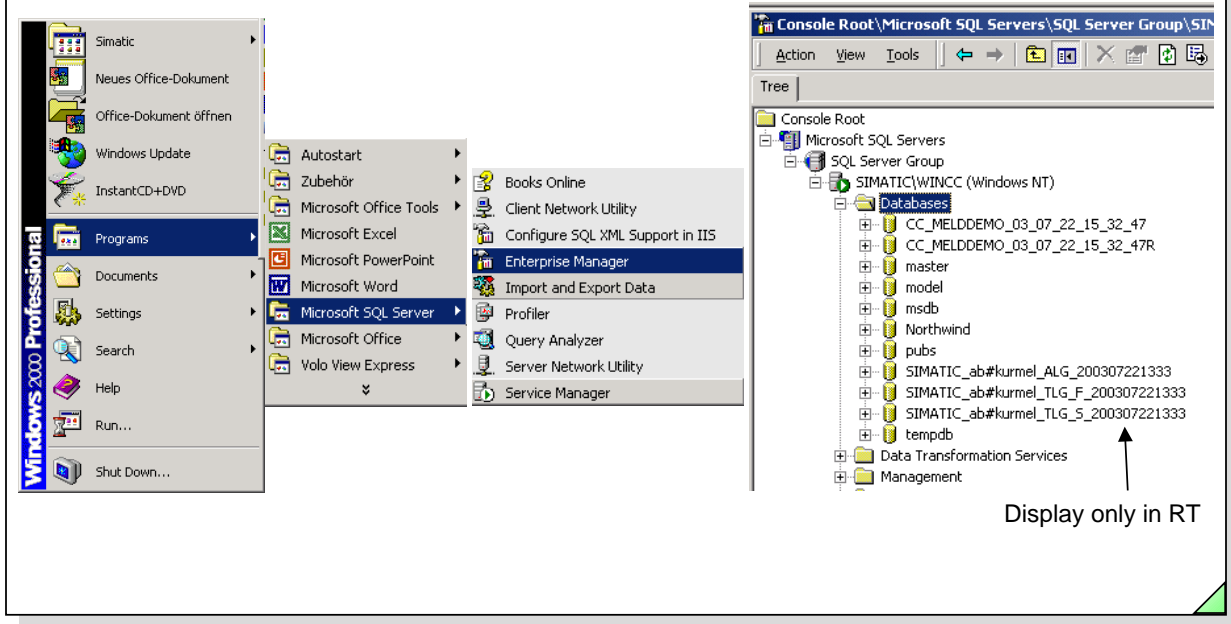 Windows 2000 Professional
Simatic
Neues Office-Dokument
Office-Dokument öffnen
Windows Update
InstantCD+DVD
Programs
Documents
Settings
Search
Help
Run...
Shut Down...
Autostart
Zubehör
Microsoft Office Tools
Microsoft Excel
Microsoft PowerPoint
Microsoft Word
Microsoft SQL Server
Microsoft Office
Volo View Express
Books Online
Client Network Utility
Configure SQL XML Support in IIS
Enterprise Manager
Import and Export Data
Profiler
Query Analyzer
Server Network Utility
Service Manager
Console Root\Microsoft SQL Servers\SQL Server Group\SIM
Action View Tools
Tree
Console Root
Microsoft SQL Servers
SQL Server Group
SIMATIC\WINCC (Windows NT)
Databases
CC_MELDDEMO_03_07_22_15_32_47
CC_MELDDEMO_03_07_22_15_32_47R
master
model
msdb
Northwind
pubs
SIMATIC_ab#kurmel_ALG_200307221333
SIMATIC_ab#kurmel_TLG_F_200307221333
SIMATIC_ab#kurmel_TLG_S_200307221333
tempdb
Data Transformation Services
Management
Display only in RT